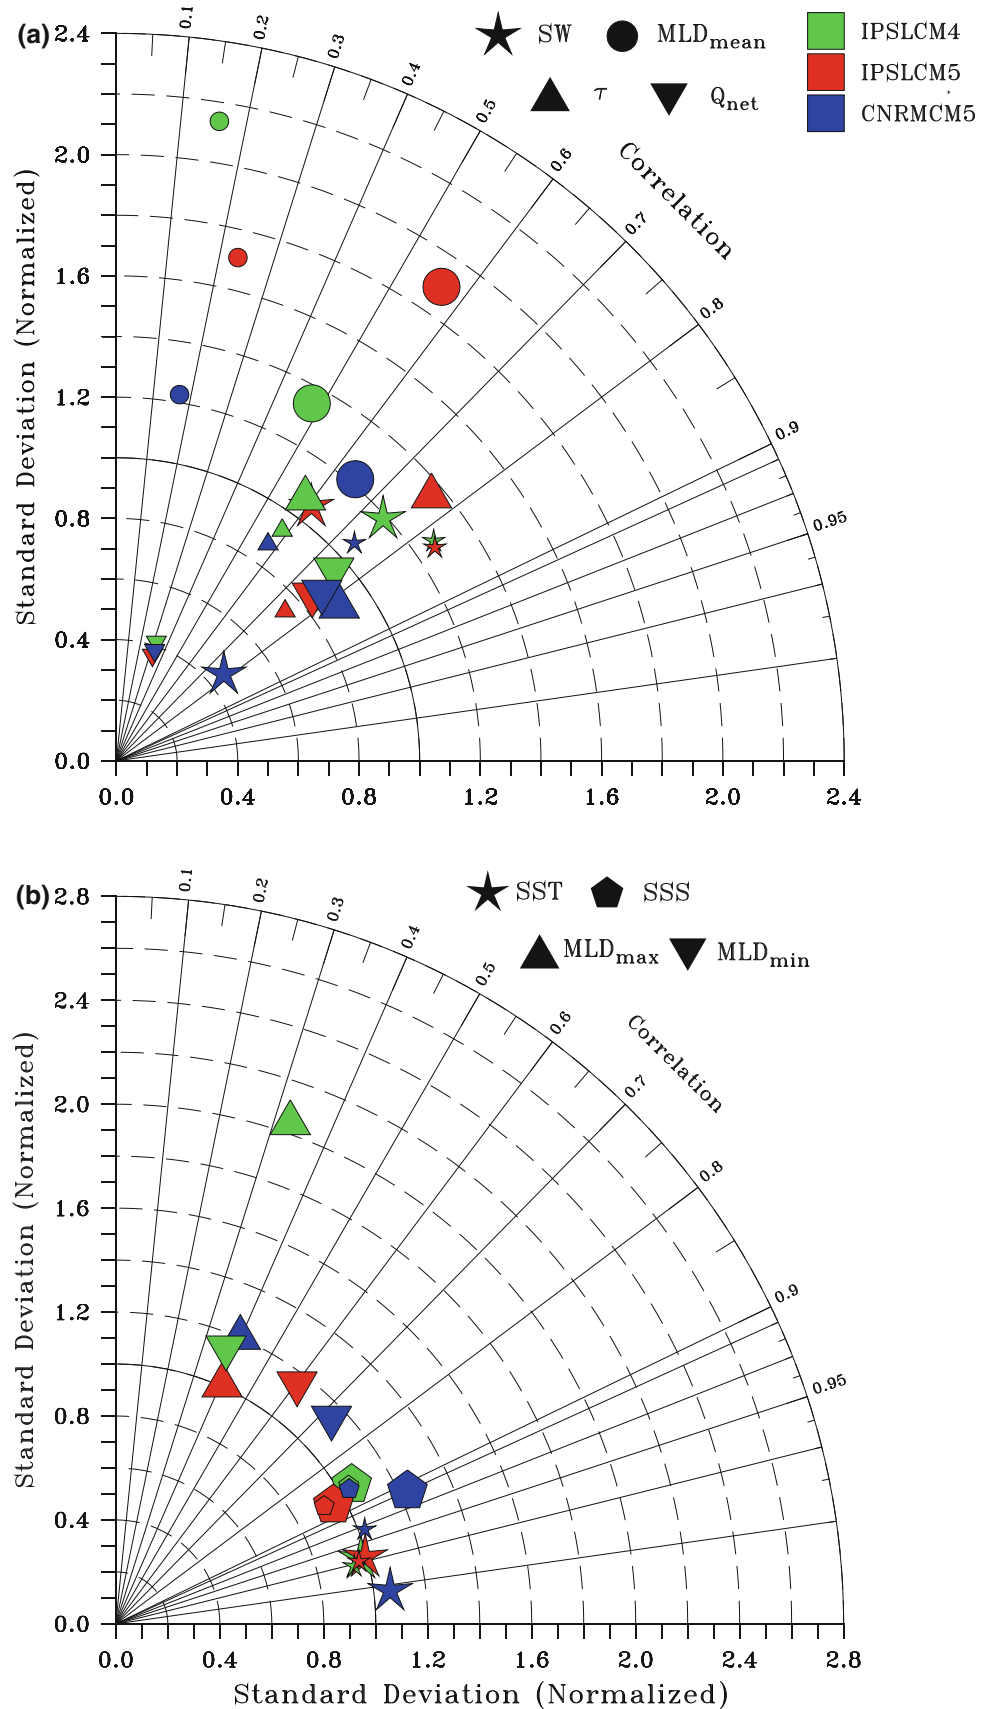 (a)
SW MLDmean
τ Qnet
IPSLCM4
IPSLCM5
CNRMCM5
Correlation
0.1 0.2 0.3 0.4 0.5 0.6 0.7 0.8 0.9 0.95
Standard Deviation (Normalized)
2.4
2.0
1.6
1.2
0.8
0.4
0.0
0.0 0.4 0.8 1.2 1.6 2.0 2.4
(b)
SST SSS
MLDmax MLDmin
Correlation
0.1 0.2 0.3 0.4 0.5 0.6 0.7 0.8 0.9 0.95
Standard Deviation (Normalized)
2.8
2.4
2.0
1.6
1.2
0.8
0.4
0.0
0.0 0.4 0.8 1.2 1.6 2.0 2.4 2.8
Standard Deviation (Normalized)